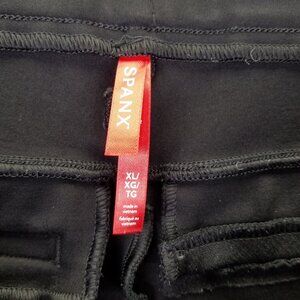 SPANX
XL/
XG/
TG
made in
vietnam
fabriqué au
vietnam